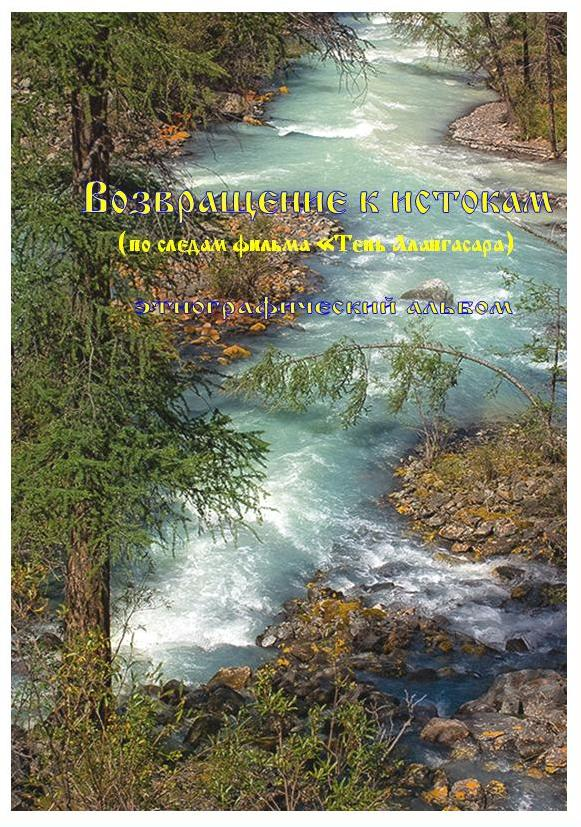 Возвращение к истокам
(по следам фильма «Тень Алангасара)
этнографический альбом